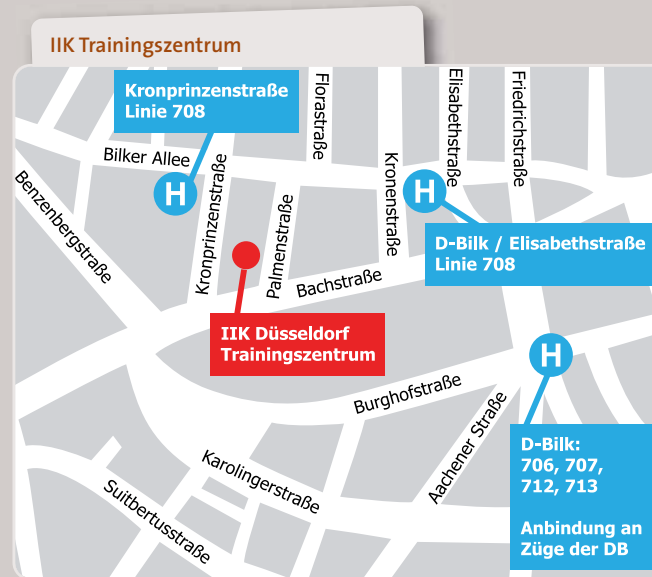 IIK Trainingszentrum
Kronprinzenstraße
Linie 708
Florastraße
Elisabethstraße
Friedrichstraße
Bilker Allee
H
Benzenbergstraße
Kronprinzenstraße
Palmenstraße
Kronenstraße
H
D-Bilk / Elisabethstraße
Linie 708
Bachstraße
IIK Düsseldorf
Trainingszentrum
H
Burghofstraße
Aachener Straße
D-Bilk:
706, 707,
712, 713
Anbindung an
Züge der DB
Karolingerstraße
Suitbertusstraße